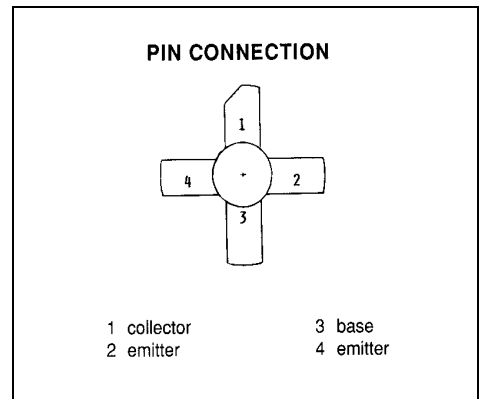 PIN CONNECTION
1
4
2
3
1 collector
3 base
2 emitter
4 emitter